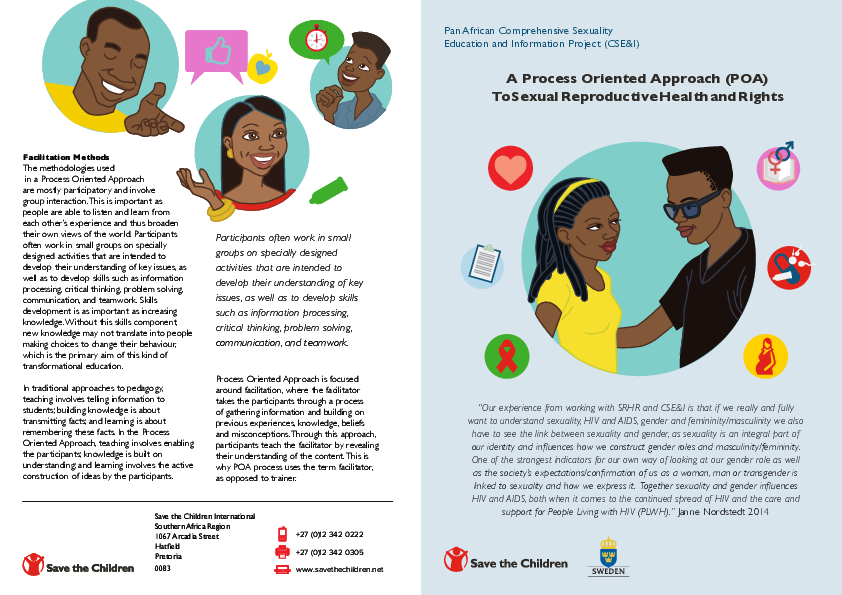 Facilitation Methods
The methodologies used
in a Process Oriented Approach
are mostly participatory and involve
group interaction. This is important as
people are able to listen and learn from
each other's experience and thus broaden
their own views of the world. Participants
often work in small groups on specially
designed activities that are intended to
develop their understanding of key issues, as
well as to develop skills such as information
processing, critical thinking, problem solving,
communication, and teamwork. Skills
development is as important as increasing
knowledge. Without this skills component,
new knowledge may not translate into people
making choices to change their behaviour,
which is the primary aim of this kind of
transformational education.
In traditional approaches to pedagogy,
teaching involves telling information to
students; building knowledge is about
transmitting facts; and learning is about
remembering these facts. In the Process
Oriented Approach, teaching involves enabling
the participants; knowledge is built on
understanding; and learning involves the active
construction of ideas by the participants.
Participants often work in small
groups on specially designed
activities that are intended to
develop their understanding of key
issues, as well as to develop skills
such as information processing,
critical thinking, problem solving,
communication, and teamwork.
Process Oriented Approach is focused
around facilitation, where the facilitator
takes the participants through a process
of gathering information and building on
previous experiences, knowledge, beliefs
and misconceptions. Through this approach,
participants teach the facilitator by revealing
their understanding of the content. This is
why POA process uses the term facilitator,
as opposed to trainer.
Save the Children
Save the Children International
Southern Africa Region
1067 Arcadia Street
Hatfield
Pretoria
0083
+27 (0)12 342 0222
+27 (0)12 342 0305
www.savethechildren.net
Pan African Comprehensive Sexuality
Education and Information Project (CSE&I)
A Process Oriented Approach (POA)
To Sexual Reproductive Health and Rights
"Our experience from working with SRHR and CSE&I is that if we really and fully
want to understand sexuality, HIV and AIDS, gender and femininity/masculinity we also
have to see the link between sexuality and gender, as sexuality is an integral part of
our identity and influences how we construct gender roles and masculinity/femininity.
One of the strongest indicators for our own way of looking at our gender role as well
as the society's expectations/confirmation of us as a woman, man or transgender is
linked to sexuality and how we express it. Together sexuality and gender influences
HIV and AIDS, both when it comes to the continued spread of HIV and the care and
support for People Living with HIV (PLWH)." Janne Nordstedt 2014
Save the Children
SWEDEN